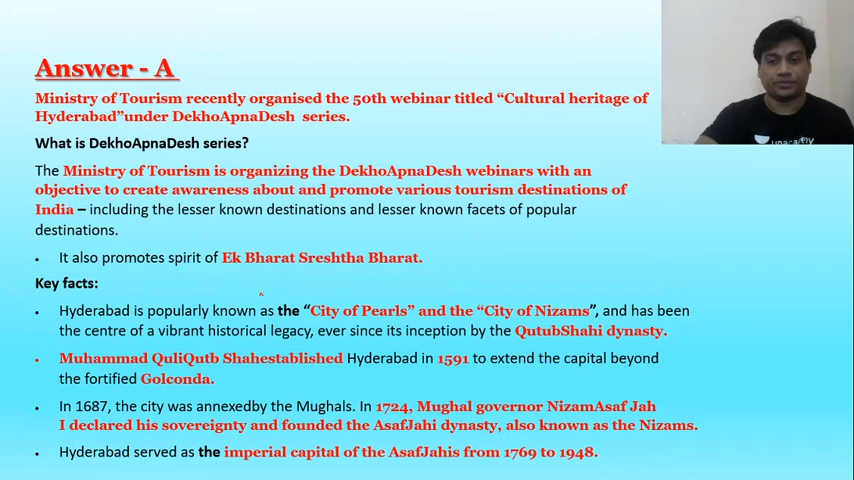 Answer - A
Ministry of Tourism recently organised the 50th webinar titled “Cultural heritage of
Hyderabad”under DekhoApnaDesh series.
What is DekhoApnaDesh series?
The Ministry of Tourism is organizing the DekhoApnaDesh webinars with an
objective to create awareness about and promote various tourism destinations of
India – including the lesser known destinations and lesser known facets of popular
destinations.
• It also promotes spirit of Ek Bharat Sreshtha Bharat.
Key facts:
• Hyderabad is popularly known as the “City of Pearls” and the “City of Nizams”, and has been
the centre of a vibrant historical legacy, ever since its inception by the QutubShahi dynasty.
• Muhammad QuliQutb Shahestablished Hyderabad in 1591 to extend the capital beyond
the fortified Golconda.
• In 1687, the city was annexedby the Mughals. In 1724, Mughal governor NizamAsaf Jah
I declared his sovereignty and founded the AsafJahi dynasty, also known as the Nizams.
• Hyderabad served as the imperial capital of the AsafJahis from 1769 to 1948.
unacademy